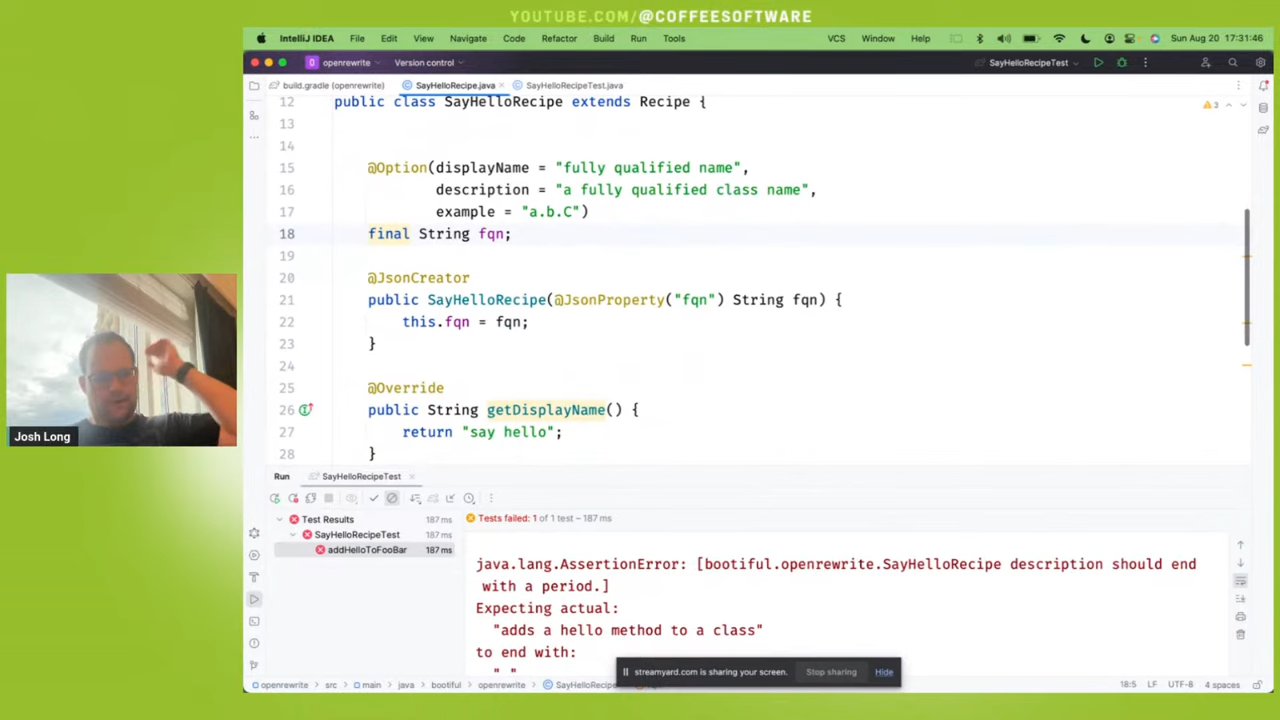 YOUTUBE.COM/@COFFEESOFTWARE
IntelliJ IDEA File Edit View Navigate Code Refactor Build Run Tools VCS Window Help Sun Aug 20 17:31:46
O openrewrite Version control SayHelloRecipeTest
build.gradle (openrewrite) SayHelloRecipe.java SayHelloRecipeTest.java
12 public class SayHelloRecipe extends Recipe { 3
13
14
15 @Option(displayName = "fully qualified name",
16 description = "a fully qualified class name",
17 example = "a.b.C")
18 final String fqn;
19
20 @JsonCreator
21 public SayHelloRecipe(@JsonProperty("fqn") String fqn) {
22 this.fqn = fqn;
23 }
24
25 @Override
26 public String getDisplayName() {
27 return "say hello";
28 }
Josh Long
Run SayHelloRecipeTest
Tests failed: 1 of 1 test – 187 ms
Test Results 187 ms
SayHelloRecipeTest 187 ms
addHelloToFooBar 187 ms
java.lang.AssertionError: [bootiful.openrewrite.SayHelloRecipe description should end
with a period.]
Expecting actual:
"adds a hello method to a class"
to end with:
"."
streamyard.com is sharing your screen. Stop sharing Hide
openrewrite src main java bootiful openrewrite SayHelloRecipe 18:5 LF UTF-8 4 spaces